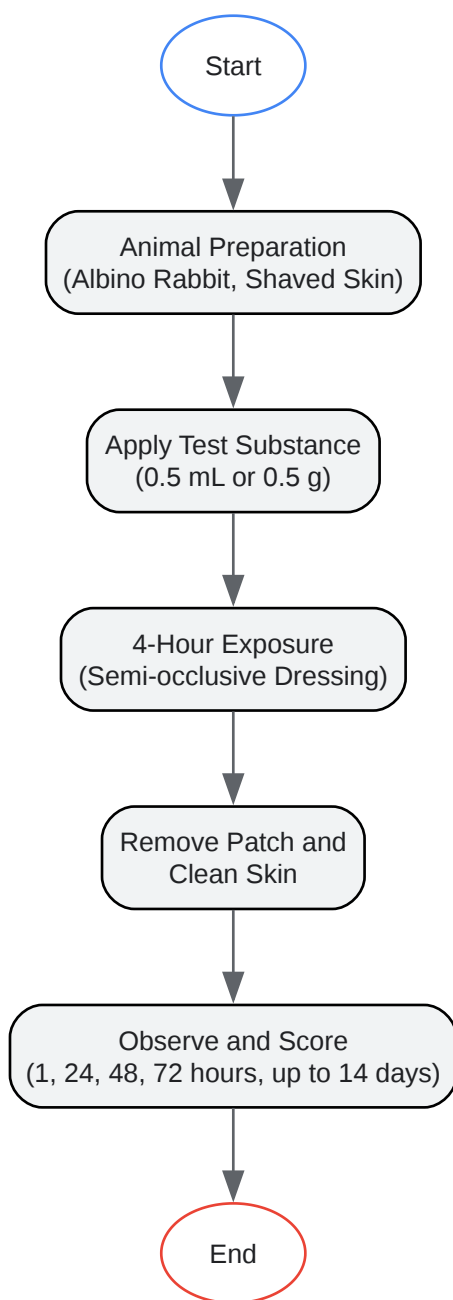 Start
Animal Preparation
(Albino Rabbit, Shaved Skin)
Apply Test Substance
(0.5 mL or 0.5 g)
4-Hour Exposure
(Semi-occlusive Dressing)
Remove Patch and
Clean Skin
Observe and Score
(1, 24, 48, 72 hours, up to 14 days)
End